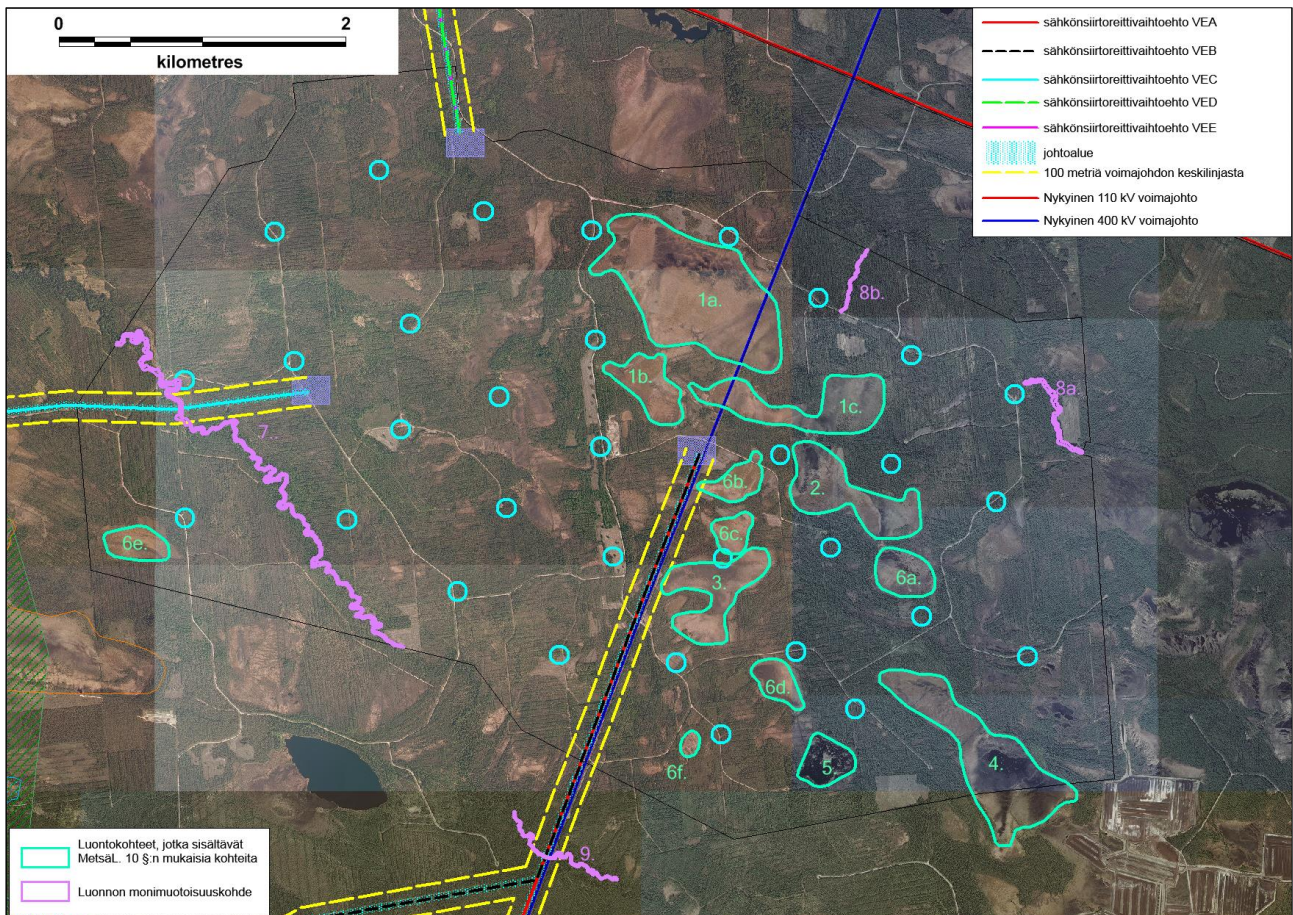 0 2
kilometres
sähkönsiirtoreittivaihtoehto VEA
sähkönsiirtoreittivaihtoehto VEB
sähkönsiirtoreittivaihtoehto VEC
sähkönsiirtoreittivaihtoehto VED
sähkönsiirtoreittivaihtoehto VEE
johtoalue
100 metriä voimajohdon keskilinjasta
Nykyinen 110 kV voimajohto
Nykyinen 400 kV voimajohto
1a.
8b.
1b.
1c.
8a.
7.
2.
6b.
6c.
6e.
3.
6a.
6d.
6f.
5.
4.
9.
Luontokohteet, jotka sisältävät
MetsäL. 10 §:n mukaisia kohteita
Luonnon monimuotoisuuskohde